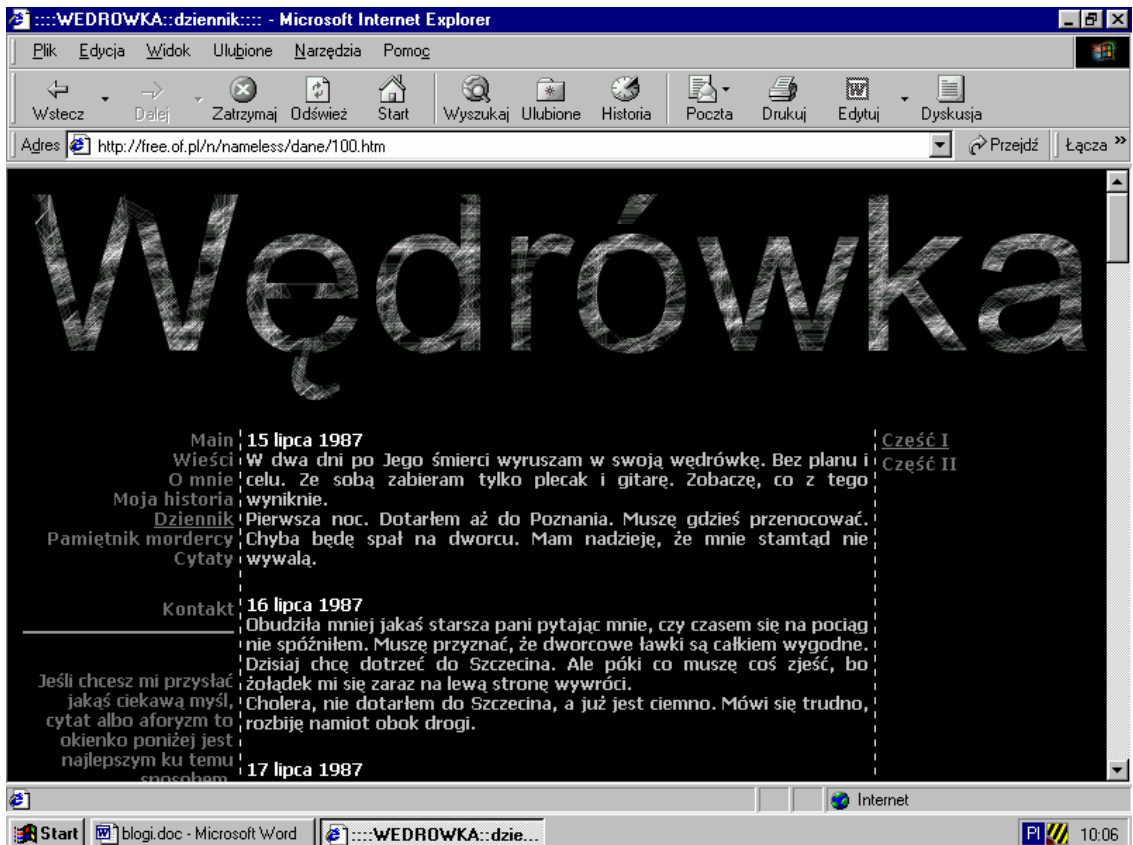 ::::WEDROWKA::dziennik:::: - Microsoft Internet Explorer
Plik Edycja Widok Ulubione Narzędzia Pomoc
Wstecz Dalej Zatrzymaj Odśwież Start Wyszukaj Ulubione Historia Poczta Drukuj Edytuj Dyskusja
Adres http://free.of.pl/n/nameless/dane/100.htm Przejdź Łącza »
Wędrówka
Main
Wieści
O mnie
Moja historia
Dziennik
Pamiętnik mordercy
Cytaty
Kontakt
Jeśli chcesz mi przysłać
jakąś ciekawą myśl,
cytat albo aforyzm to
okienko poniżej jest
najlepszym ku temu
sposobem
15 lipca 1987
W dwa dni po Jego śmierci wyruszam w swoją wędrówkę. Bez planu i
celu. Ze sobą zabieram tylko plecak i gitarę. Zobaczę, co z tego
wyniknie.
Pierwsza noc. Dotarłem aż do Poznania. Muszę gdzieś przenocować.
Chyba będę spał na dworcu. Mam nadzieję, że mnie stamtąd nie
wywalą.
16 lipca 1987
Obudziła mniej jakaś starsza pani pytając mnie, czy czasem się na pociąg
nie spóźniłem. Muszę przyznać, że dworcowe ławki są całkiem wygodne.
Dzisiaj chcę dotrzeć do Szczecina. Ale póki co muszę coś zjeść, bo
żołądek mi się zaraz na lewą stronę wywróci.
Cholera, nie dotarłem do Szczecina, a już jest ciemno. Mówi się trudno,
rozbiję namiot obok drogi.
17 lipca 1987
Część I
Część II
Internet
Start blogi.doc - Microsoft Word ::::WEDROWKA::dzie... Pl 10:06